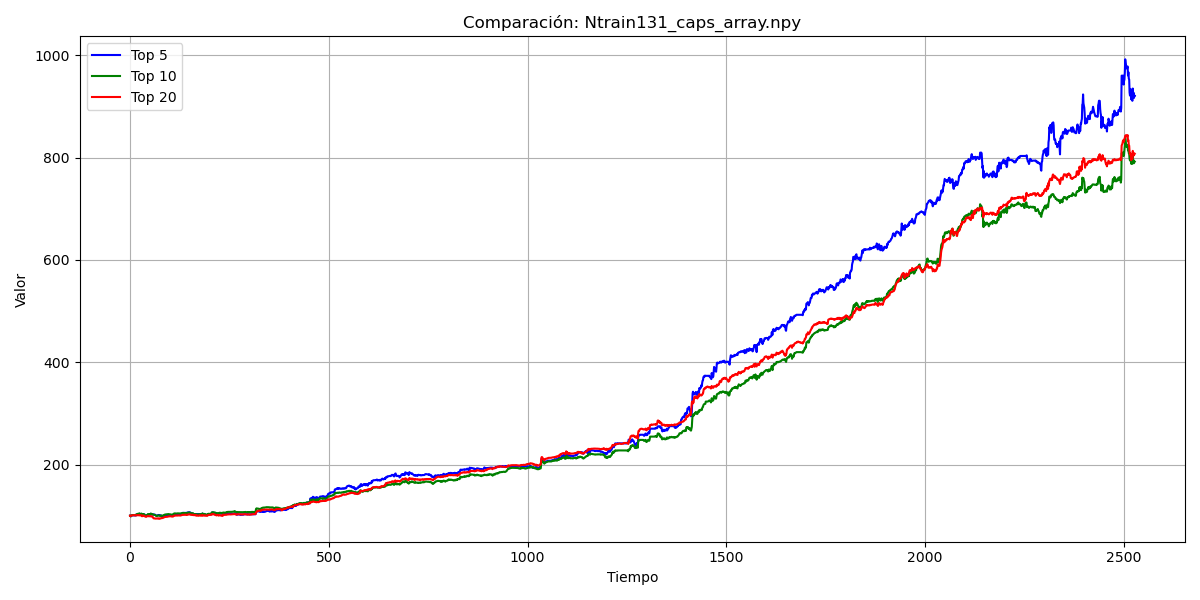 Comparación: Ntrain131_caps_array.npy
Top 5
Top 10
Top 20
Valor
1000
800
600
400
200
0
500
1000
1500
2000
2500
Tiempo